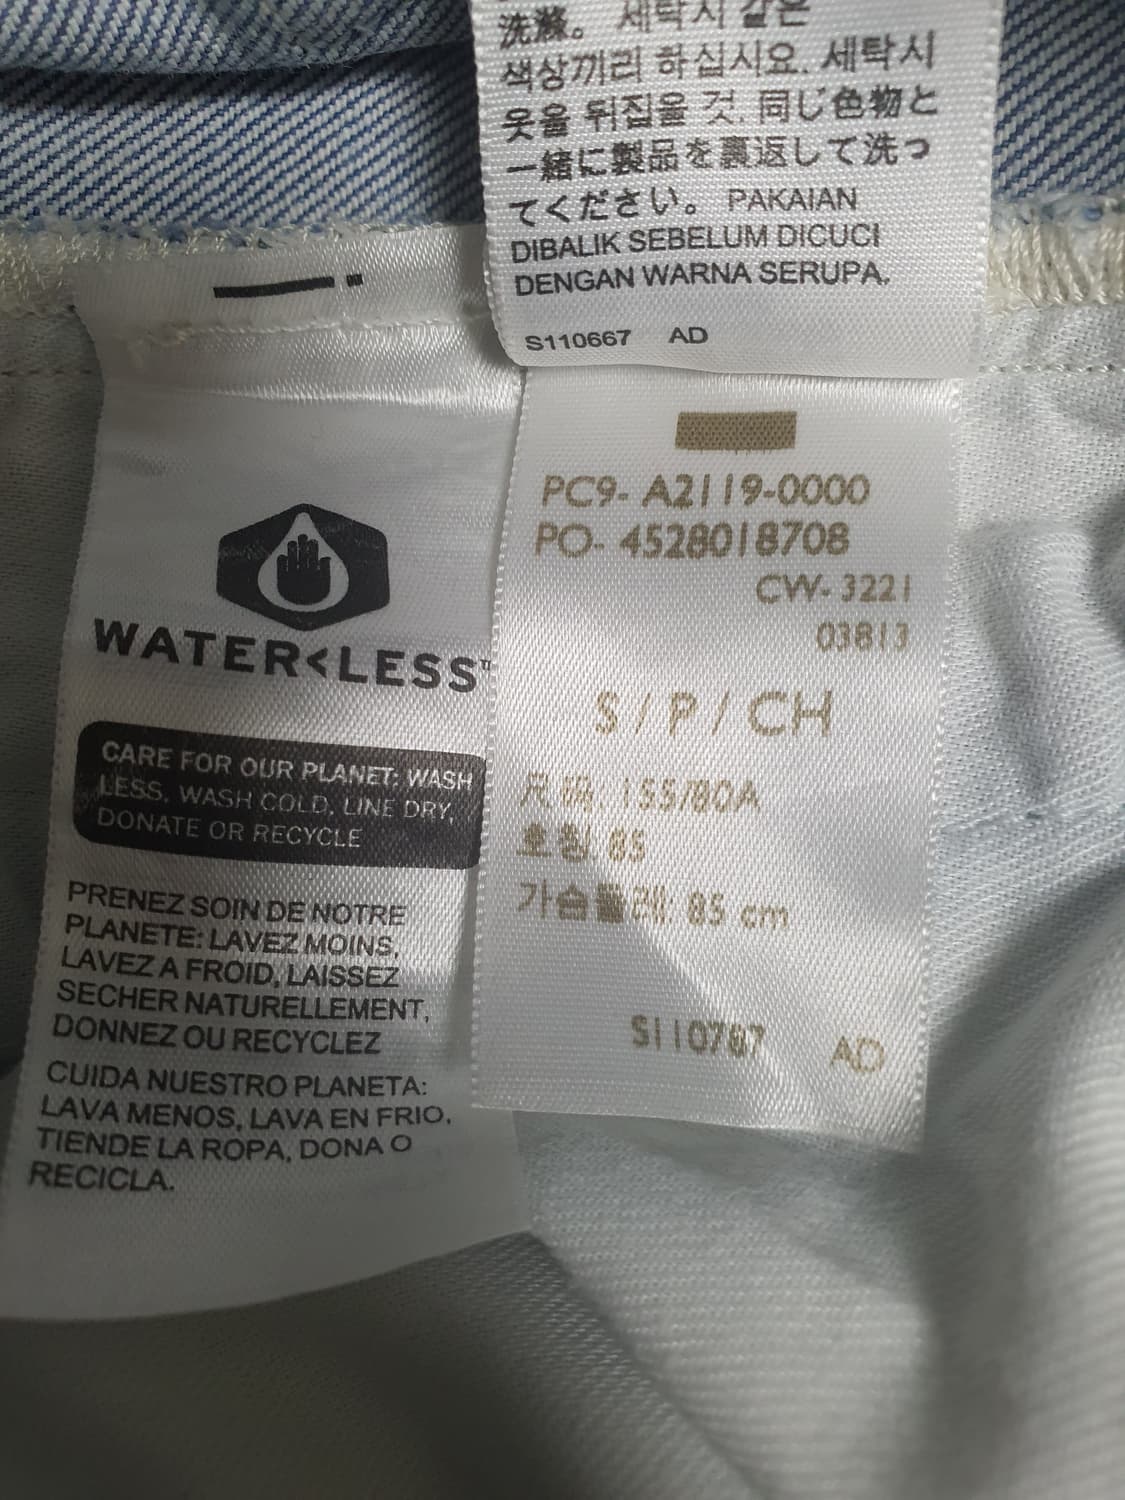 洗滌。 세탁시 같은
색상끼리 하십시요. 세탁시
옷을 뒤집을 것. 同じ色物と
一緒に製品を裏返して洗っ
てください。 PAKAIAN
DIBALIK SEBELUM DICUCI
DENGAN WARNA SERUPA.
S110667 AD
WATER<LESS™
CARE FOR OUR PLANET: WASH
LESS, WASH COLD, LINE DRY,
DONATE OR RECYCLE
PRENEZ SOIN DE NOTRE
PLANETE: LAVEZ MOINS,
LAVEZ A FROID, LAISSEZ
SECHER NATURELLEMENT,
DONNEZ OU RECYCLEZ
CUIDA NUESTRO PLANETA:
LAVA MENOS, LAVA EN FRIO,
TIENDE LA ROPA, DONA O
RECICLA.
PC9- A2119-0000
PO- 4528018708
CW- 3221
03813
S / P / CH
尺码: 155/80A
호칭: 85
가슴둘레: 85 cm
S110787 AD